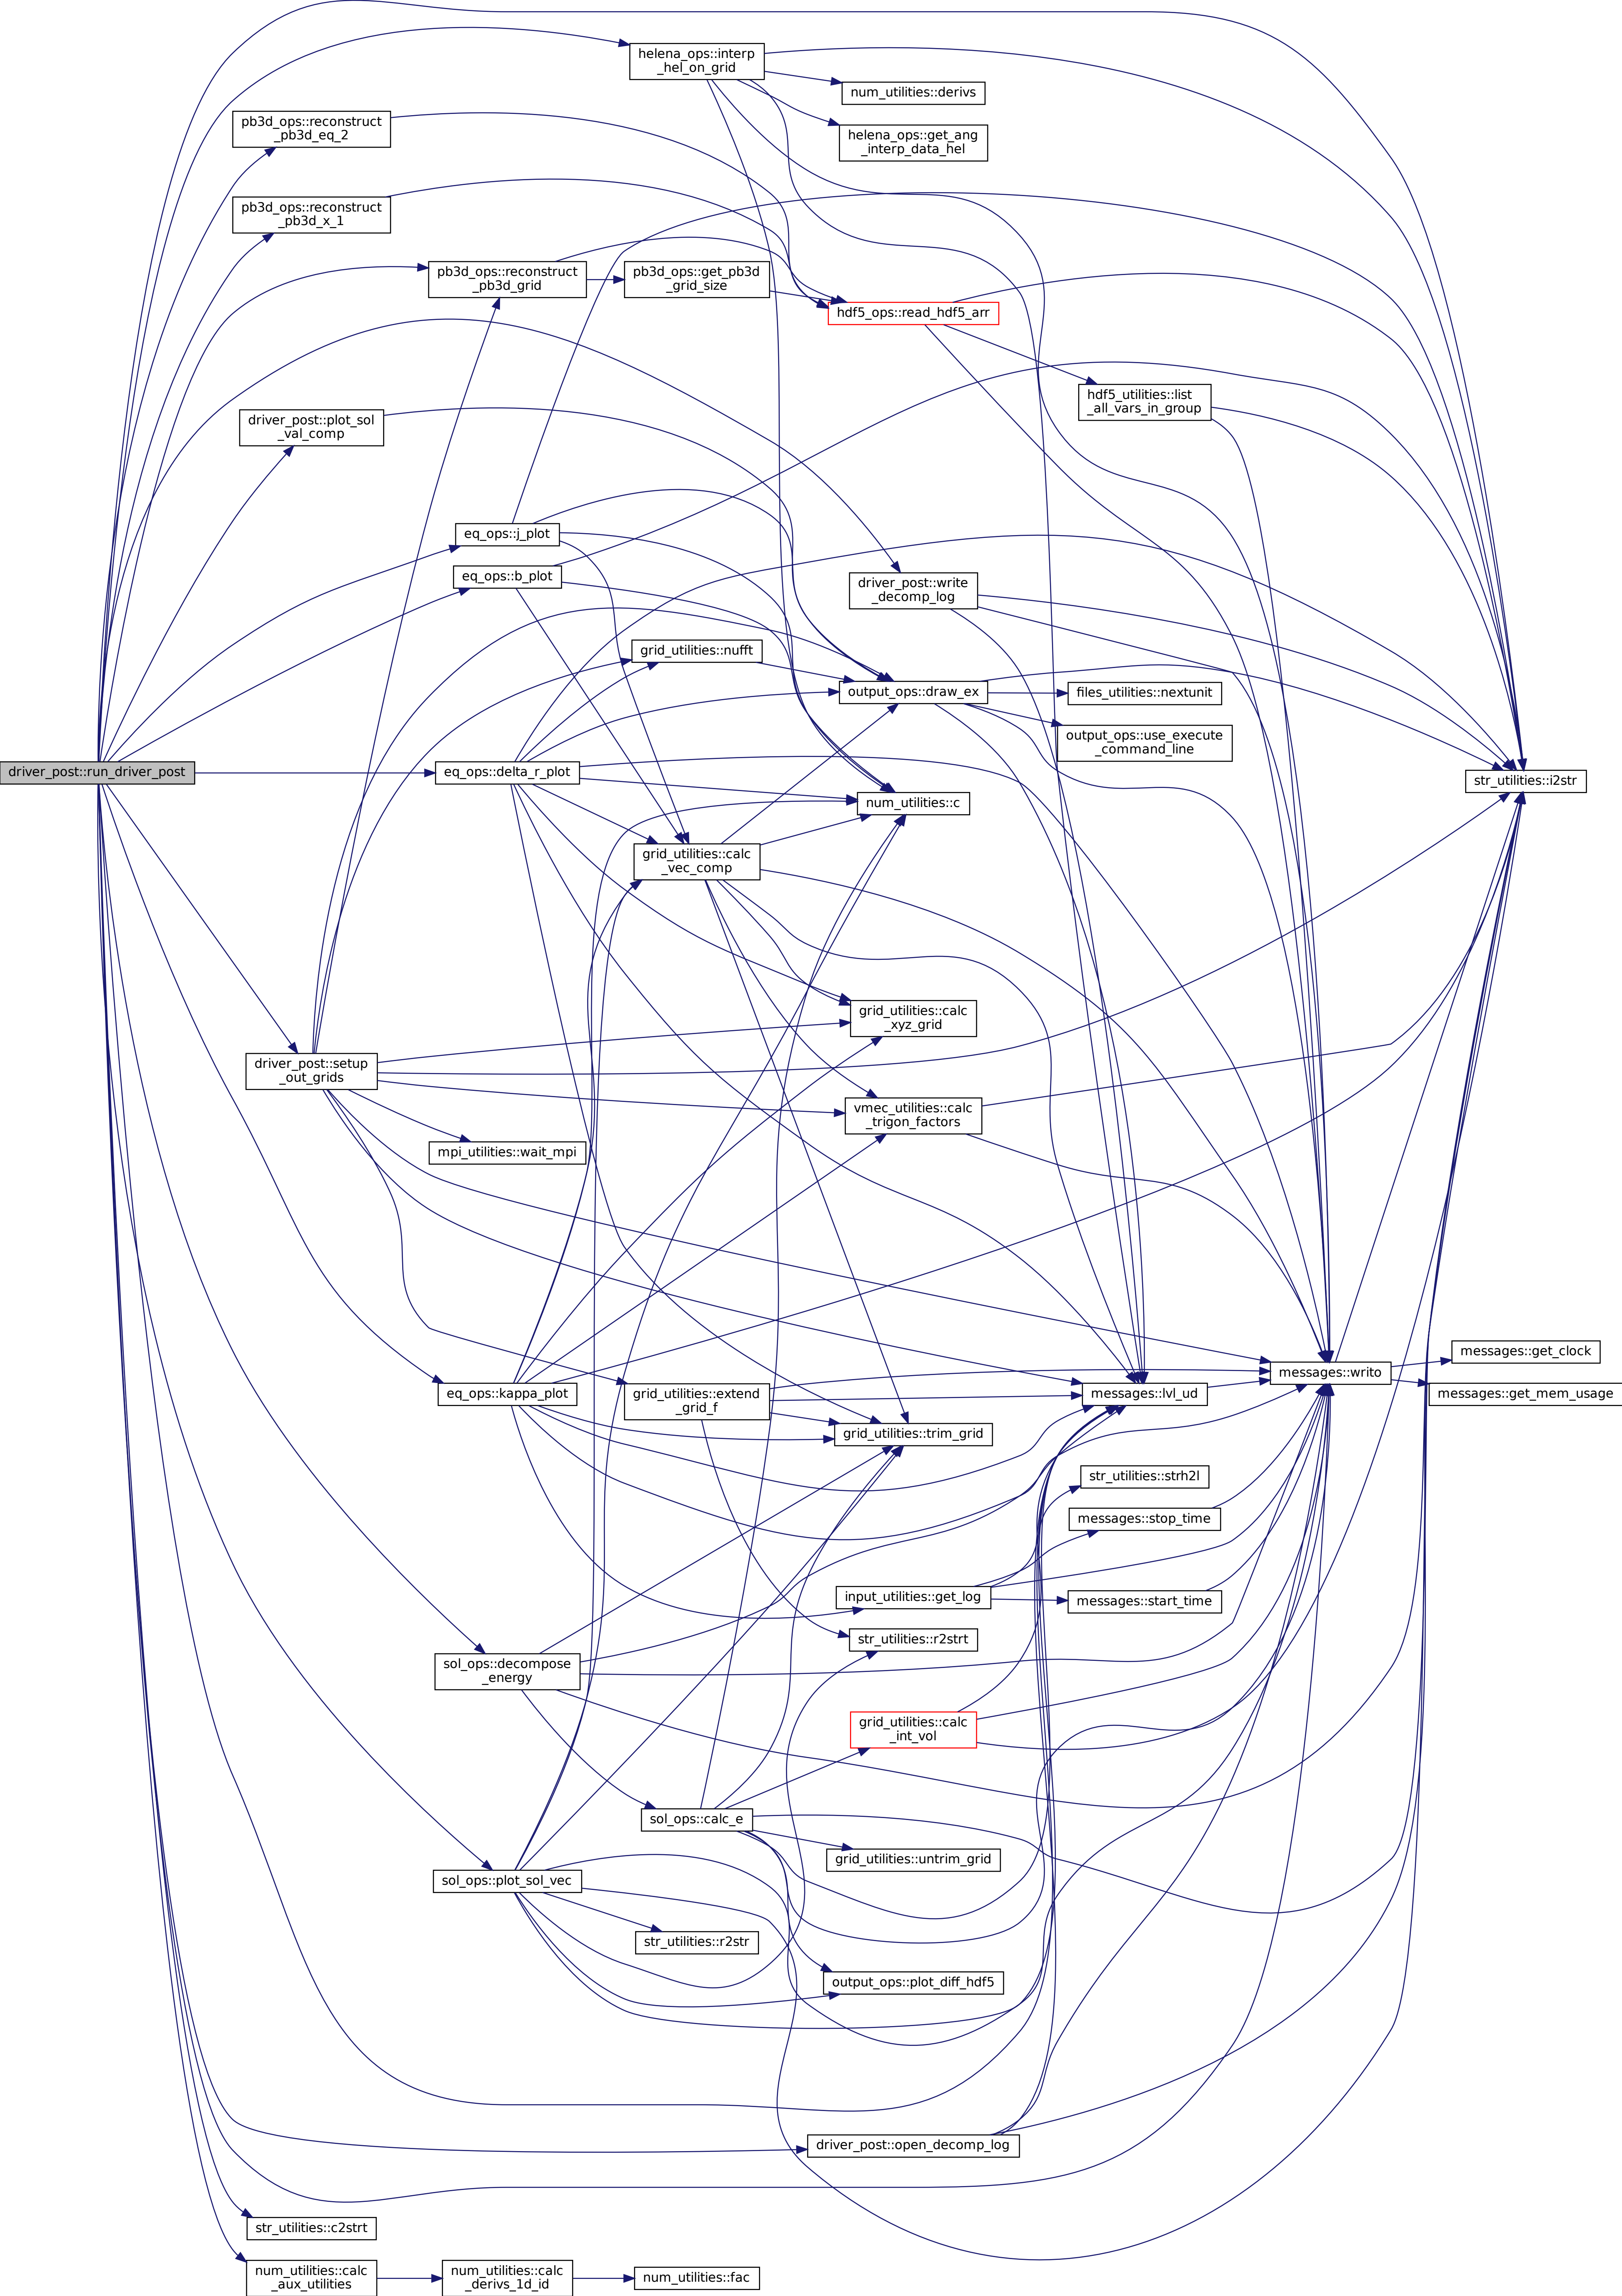 helena_ops::interp
_hel_on_grid
num_utilities::derivs
pb3d_ops::reconstruct
_pb3d_eq_2
helena_ops::get_ang
_interp_data_hel
pb3d_ops::reconstruct
_pb3d_x_1
pb3d_ops::reconstruct
_pb3d_grid
pb3d_ops::get_pb3d
_grid_size
hdf5_ops::read_hdf5_arr
hdf5_utilities::list
_all_vars_in_group
driver_post::plot_sol
_val_comp
eq_ops::j_plot
eq_ops::b_plot
driver_post::write
_decomp_log
grid_utilities::nufft
output_ops::draw_ex
files_utilities::nextunit
output_ops::use_execute
_command_line
driver_post::run_driver_post
eq_ops::delta_r_plot
str_utilities::i2str
num_utilities::c
grid_utilities::calc
_vec_comp
grid_utilities::calc
_xyz_grid
driver_post::setup
_out_grids
vmec_utilities::calc
_trigon_factors
mpi_utilities::wait_mpi
messages::get_clock
messages::writo
messages::get_mem_usage
eq_ops::kappa_plot
grid_utilities::extend
_grid_f
messages::lvl_ud
grid_utilities::trim_grid
str_utilities::strh2l
messages::stop_time
input_utilities::get_log
messages::start_time
str_utilities::r2strt
sol_ops::decompose
_energy
grid_utilities::calc
_int_vol
sol_ops::calc_e
grid_utilities::untrim_grid
sol_ops::plot_sol_vec
str_utilities::r2str
output_ops::plot_diff_hdf5
driver_post::open_decomp_log
str_utilities::c2strt
num_utilities::calc
_aux_utilities
num_utilities::calc
_derivs_1d_id
num_utilities::fac